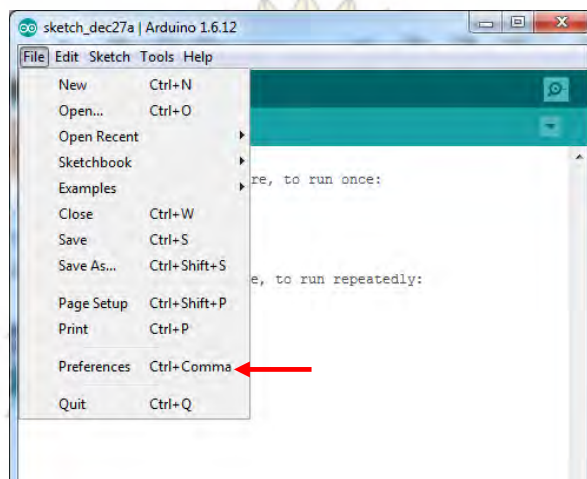 sketch_dec27a | Arduino 1.6.12
File Edit Sketch Tools Help
New Ctrl+N
Open... Ctrl+O
Open Recent
Sketchbook
Examples
re, to run once:
Close Ctrl+W
Save Ctrl+S
Save As... Ctrl+Shift+S
e, to run repeatedly:
Page Setup Ctrl+Shift+P
Print Ctrl+P
Preferences Ctrl+Comma
Quit Ctrl+Q